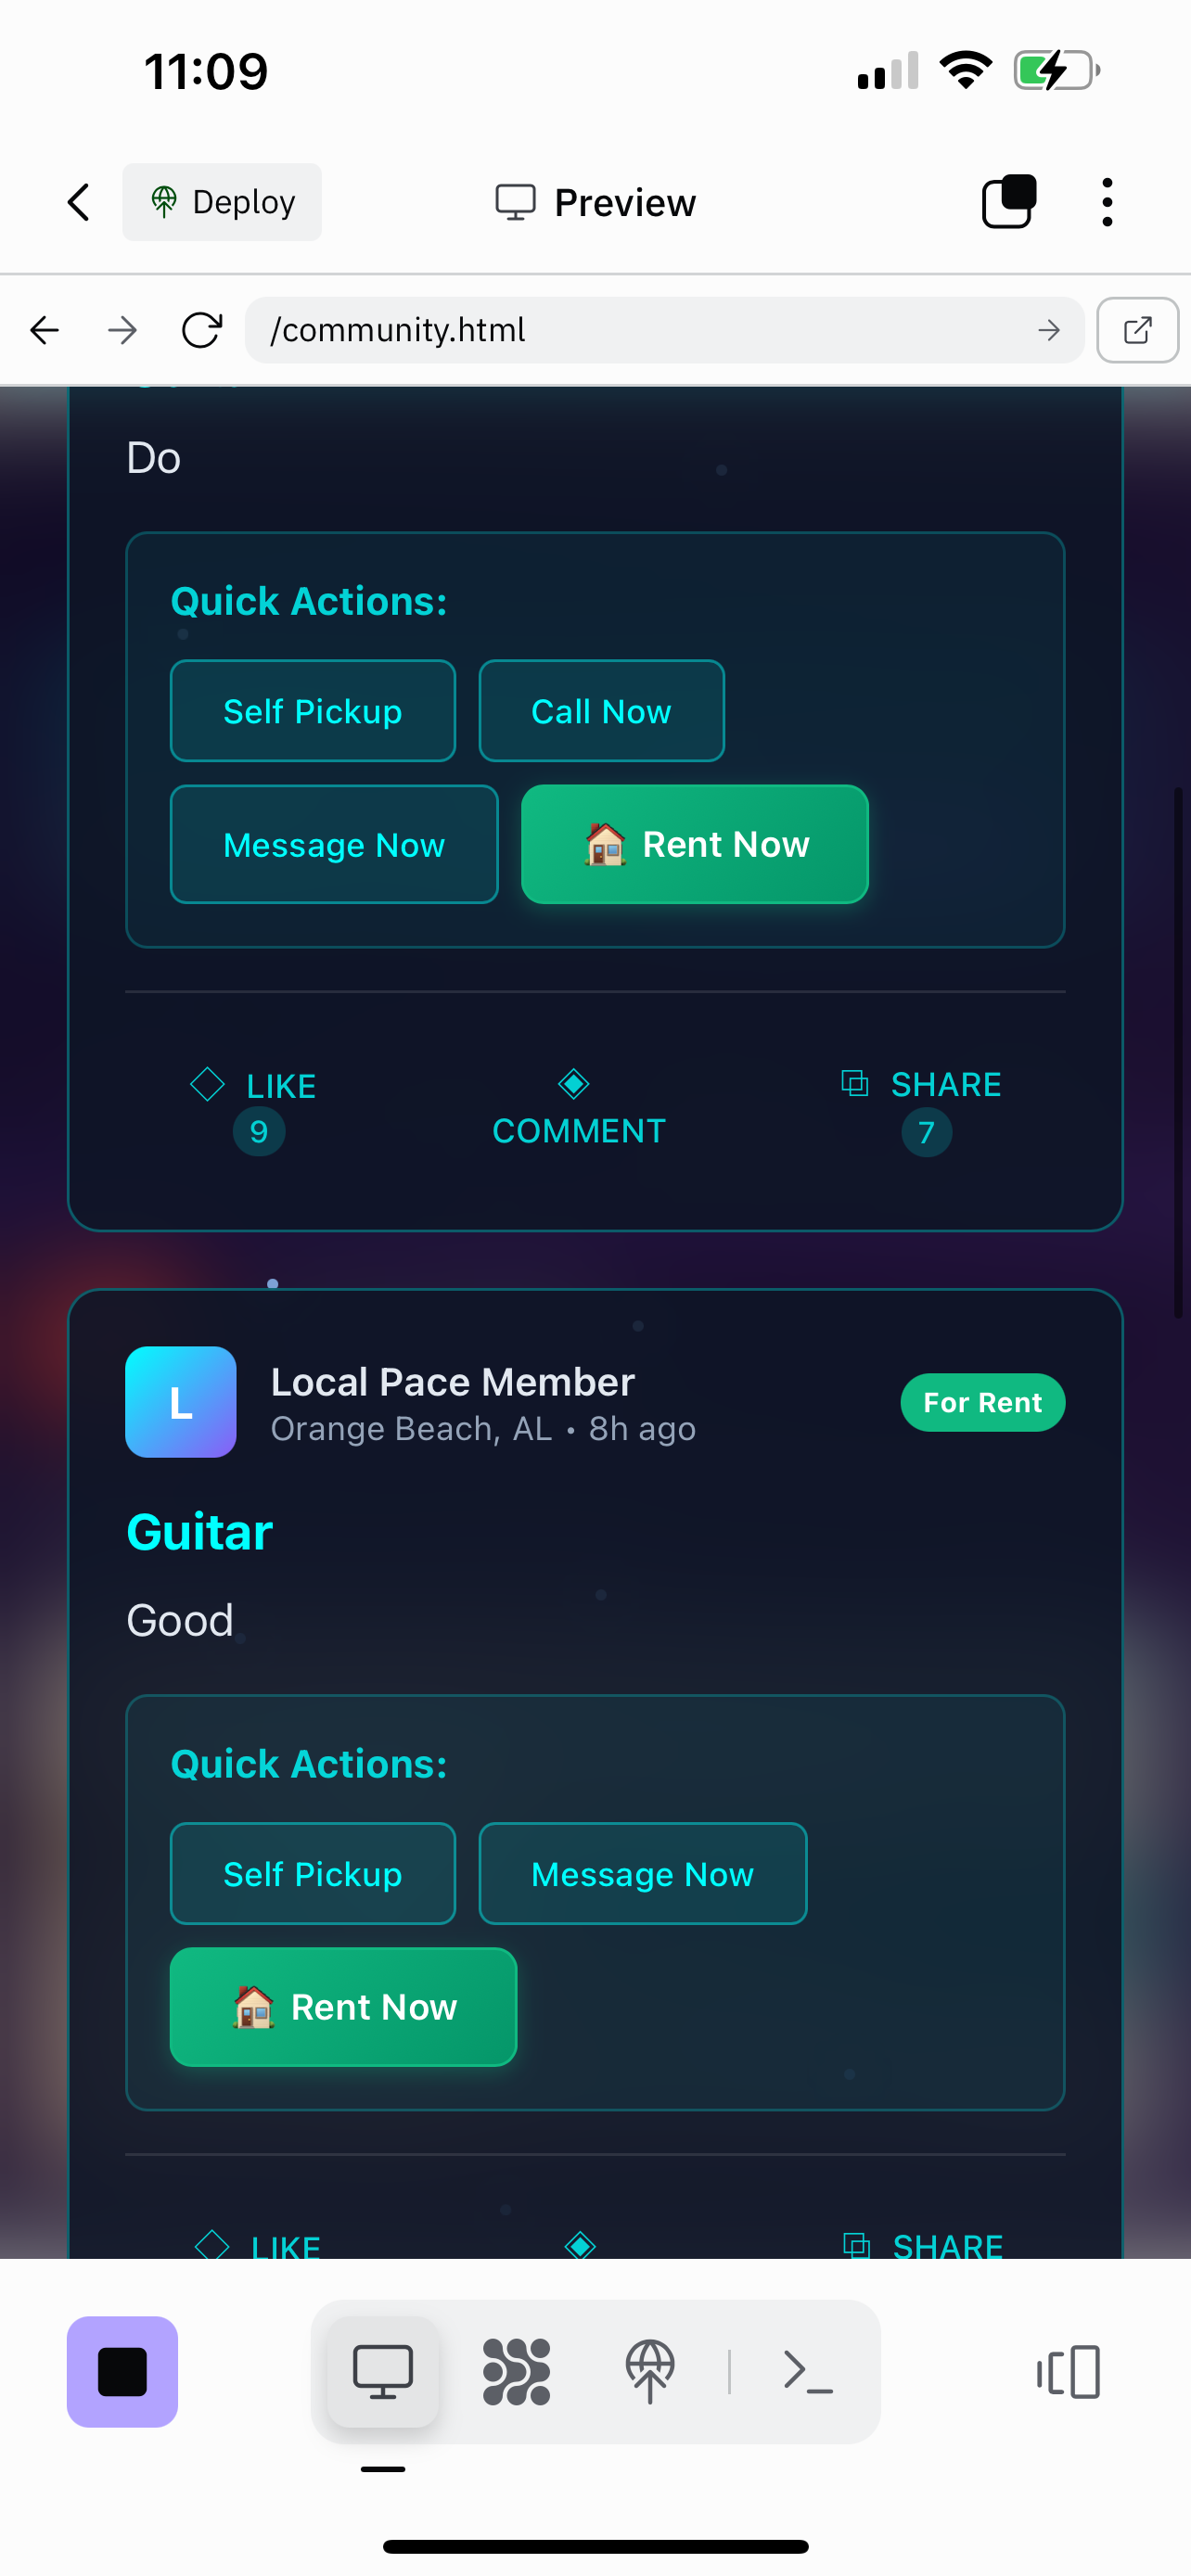 11:09
Deploy
Preview
/community.html
Do
Quick Actions:
Self Pickup
Call Now
Message Now
Rent Now
LIKE
COMMENT
SHARE
9
7
L
Local Pace Member
Orange Beach, AL • 8h ago
For Rent
Guitar
Good
Quick Actions:
Self Pickup
Message Now
Rent Now
LIKE
SHARE